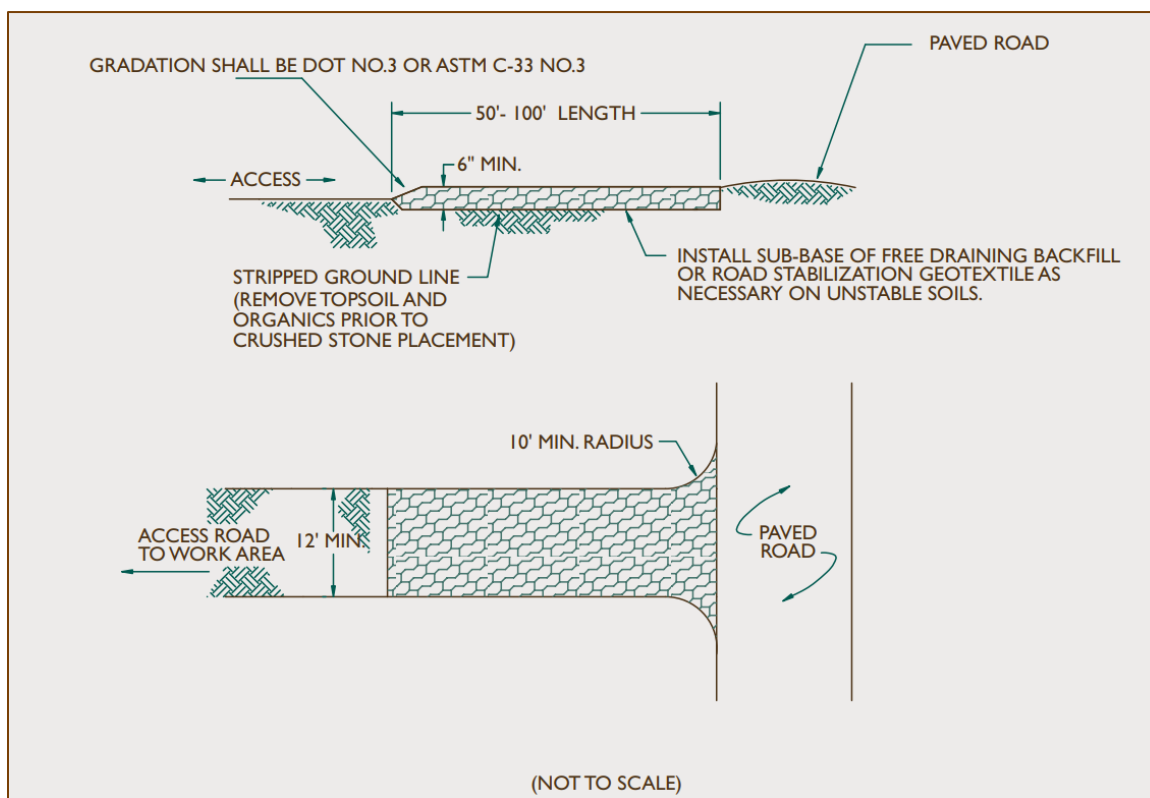 PAVED ROAD
GRADATION SHALL BE DOT NO.3 OR ASTM C-33 NO.3
50'- 100' LENGTH
6" MIN.
ACCESS
INSTALL SUB-BASE OF FREE DRAINING BACKFILL
OR ROAD STABILIZATION GEOTEXTILE AS
NECESSARY ON UNSTABLE SOILS.
STRIPPED GROUND LINE
(REMOVE TOPSOIL AND
ORGANICS PRIOR TO
CRUSHED STONE PLACEMENT)
10' MIN. RADIUS
ACCESS ROAD
TO WORK AREA
12' MIN.
PAVED
ROAD
(NOT TO SCALE)